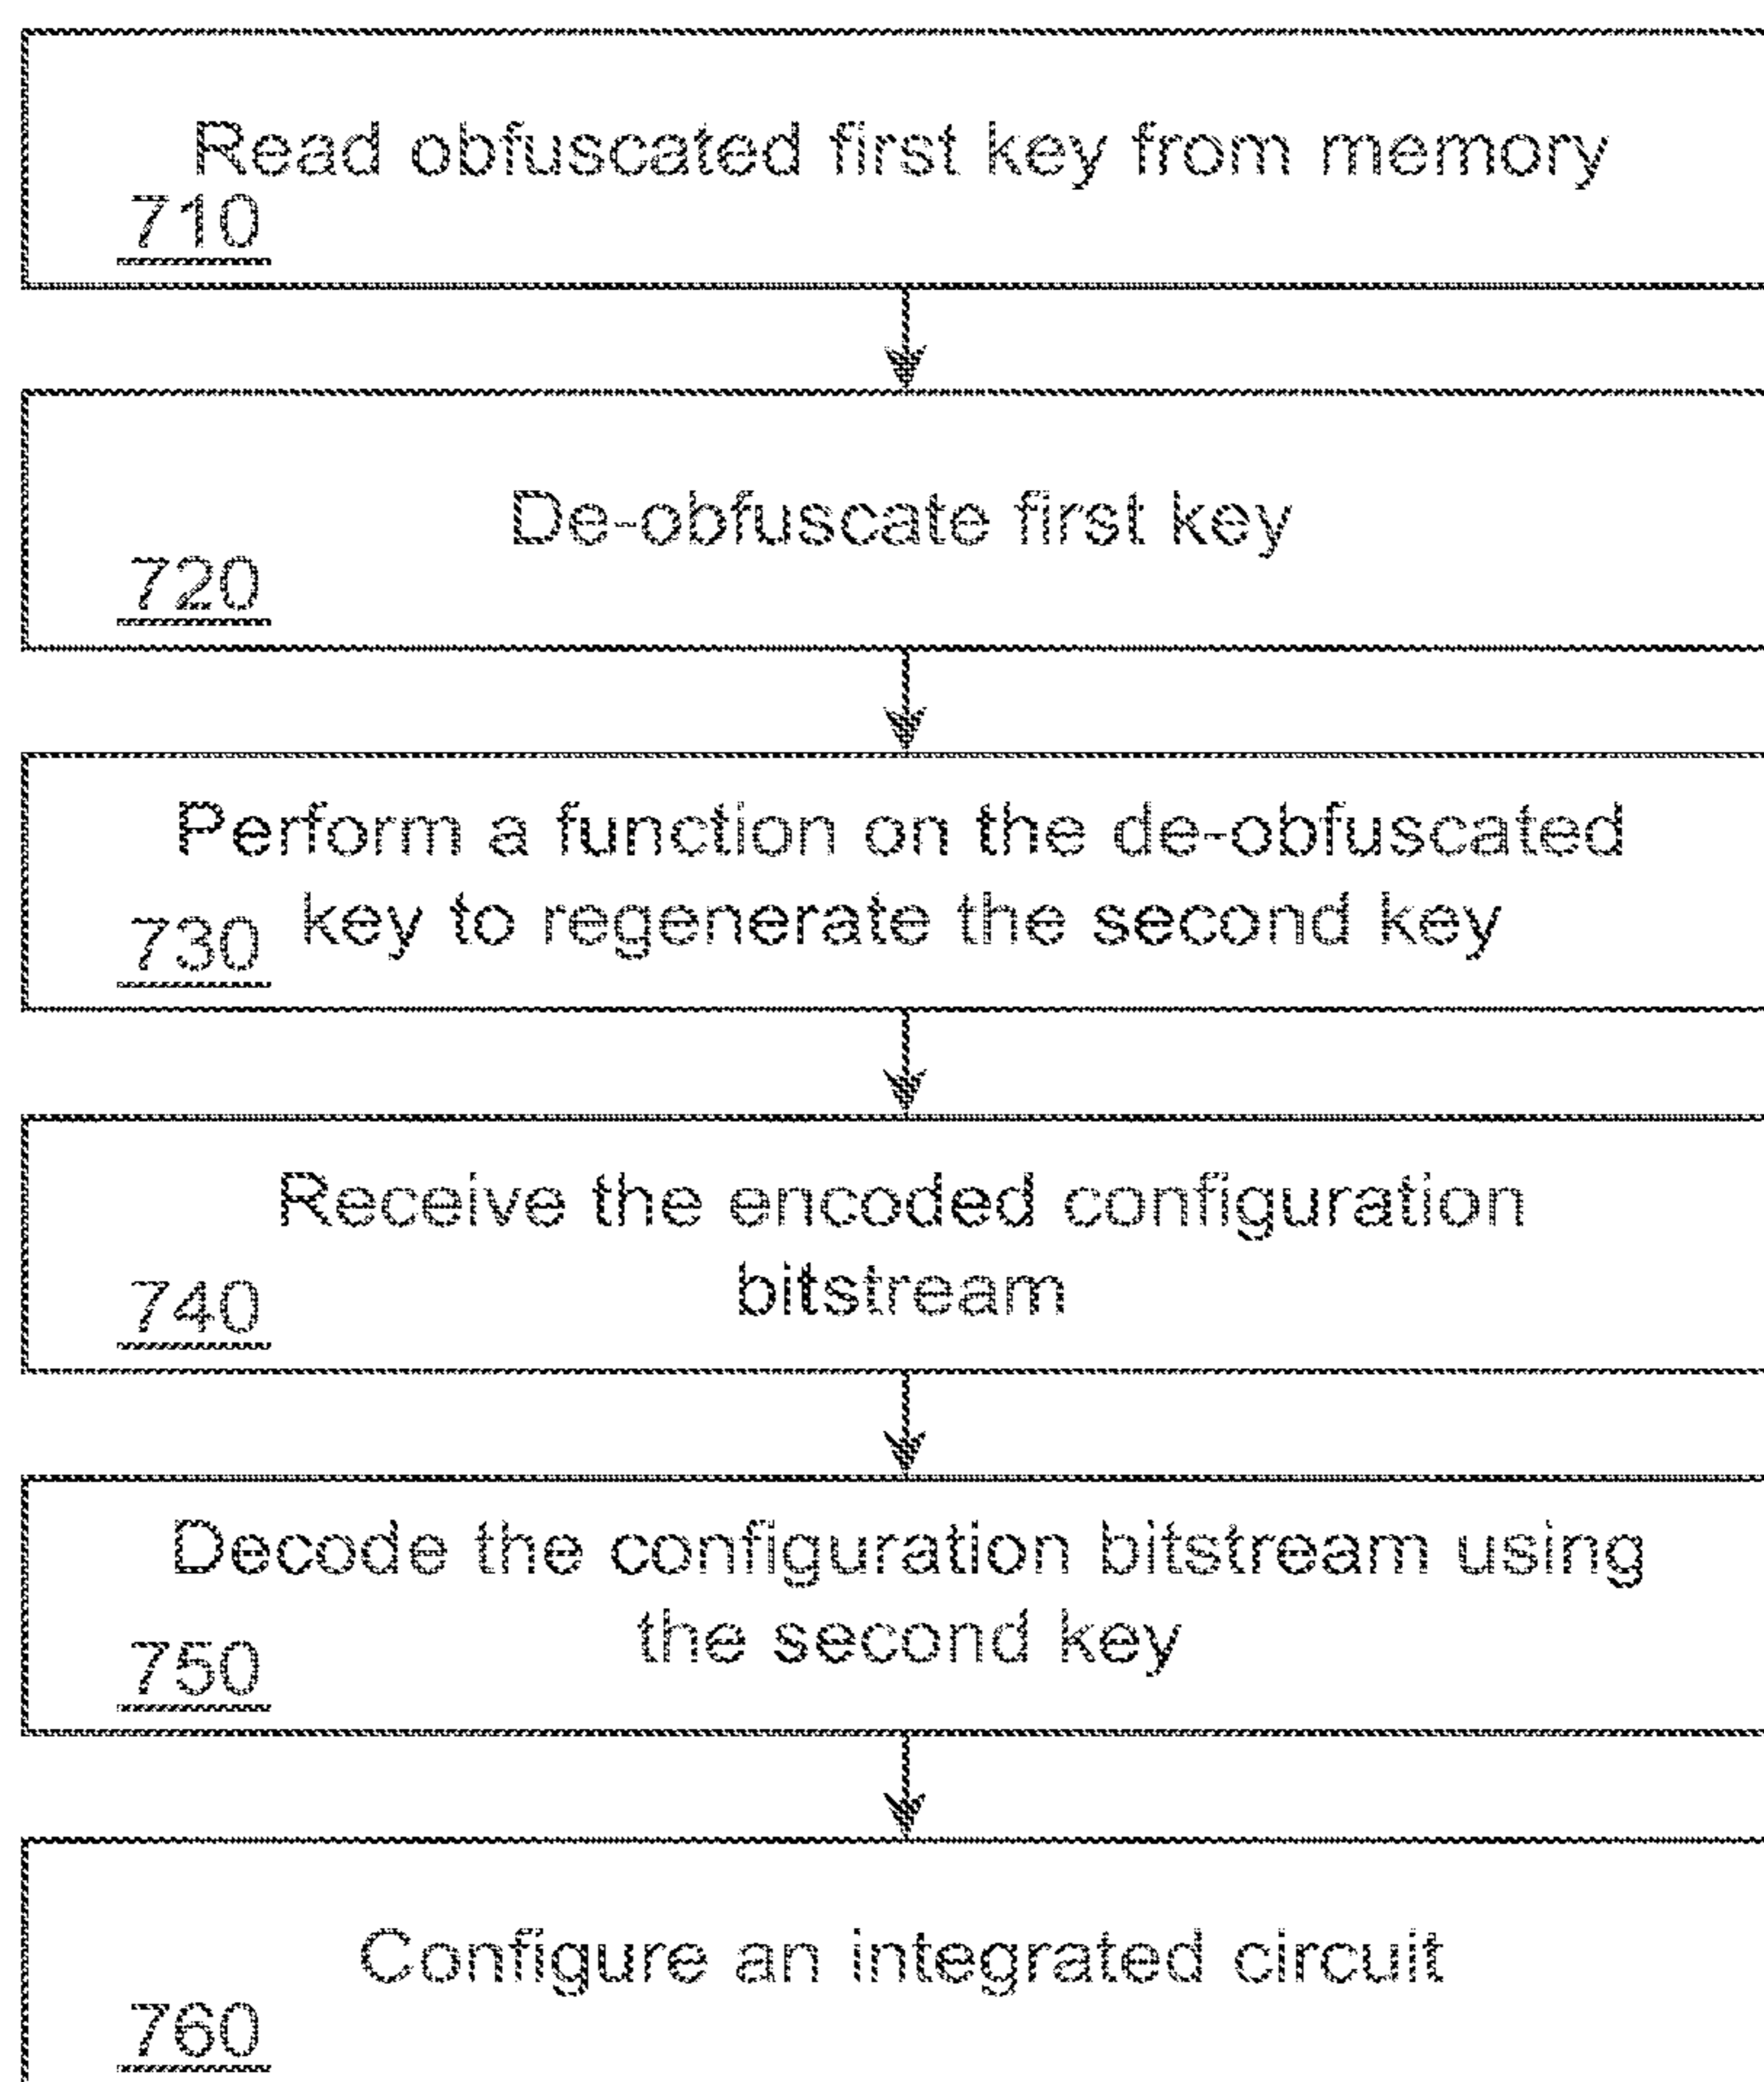 Read obfuscated first key from memory
710
De-obfuscate first key
720
Perform a function on the de-obfuscated
key to regenerate the second key
730
Receive the encoded configuration
bitstream
740
Decode the configuration bitstream using
the second key
750
Configure an integrated circuit
760